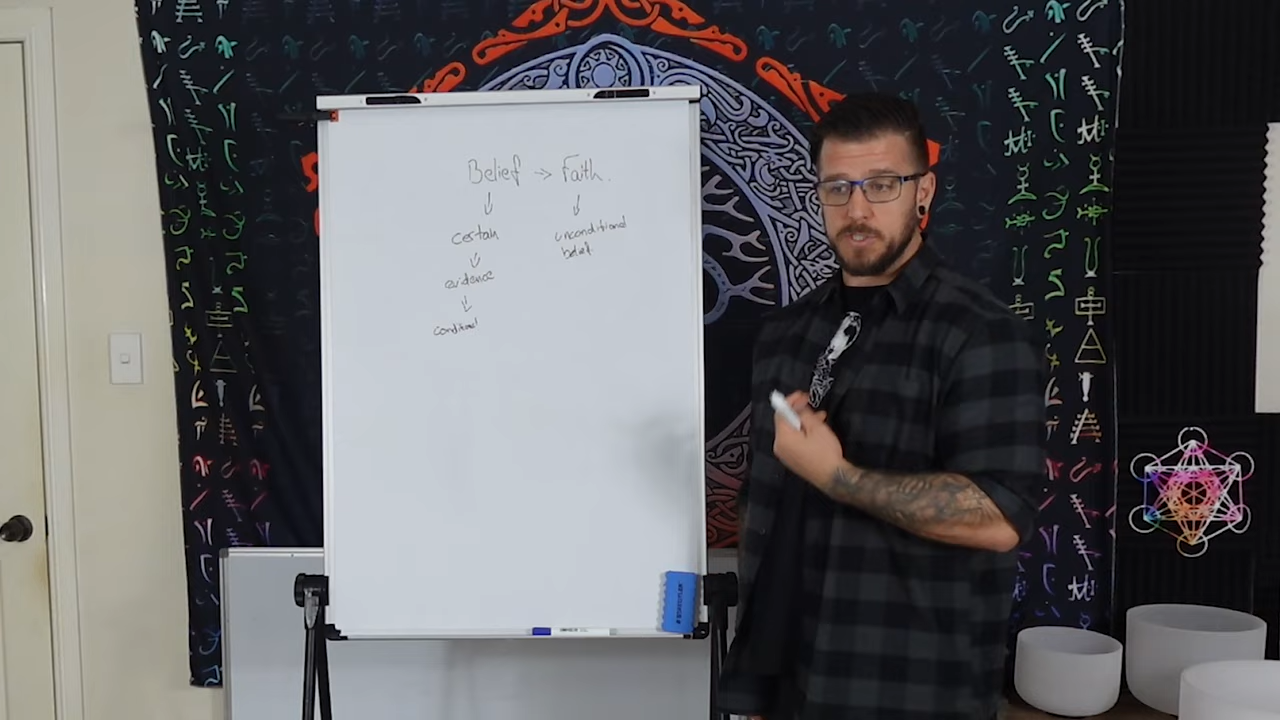 Belief → Faith.
↓ ↓
certain unconditional
↓ belief.
evidence
↓
conditional